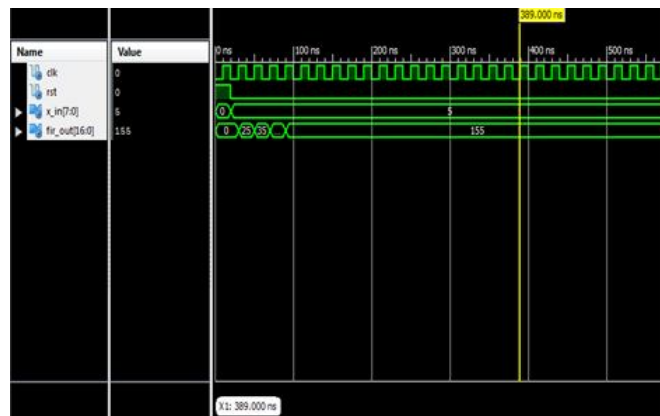 389.000 ns
Name Value
0 ns 100 ns 200 ns 300 ns 400 ns 500 ns
clk 0
rst 0
x_in[7:0] 5 0 5
fir_out[16:0] 155 0 25 35 155
X1: 389.000 ns